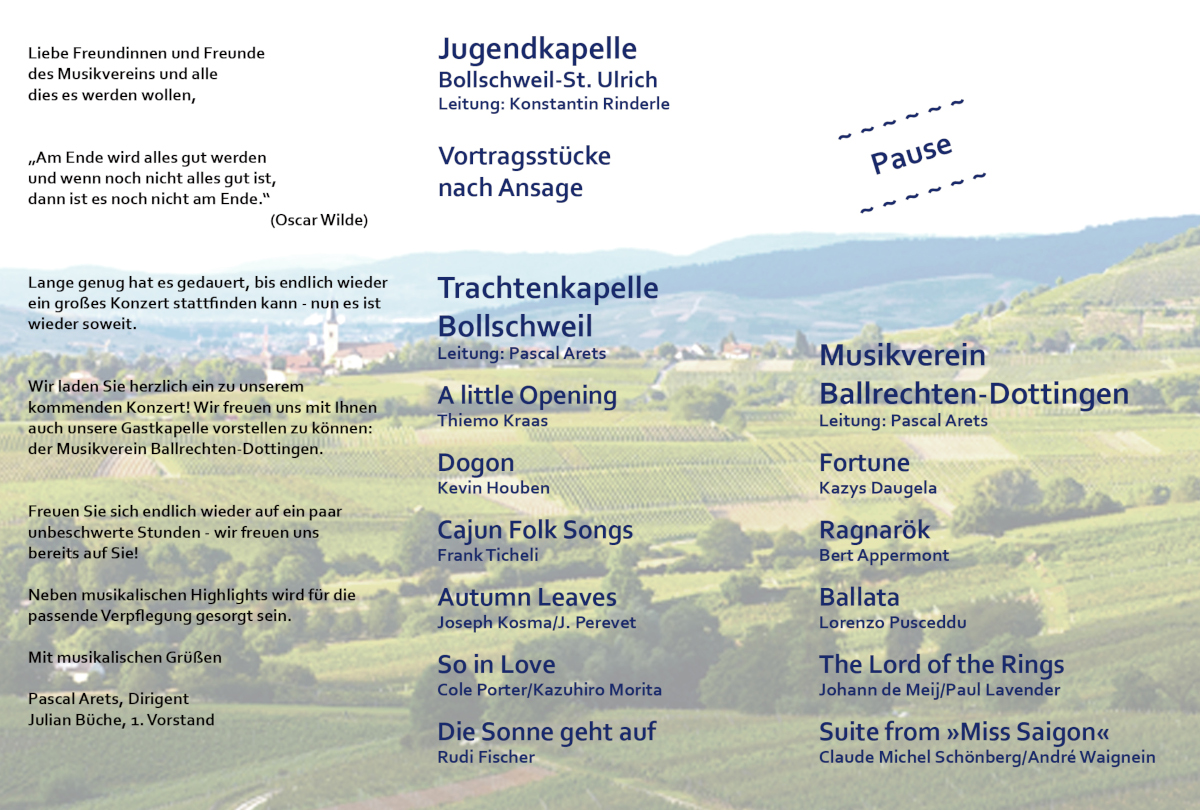 Liebe Freundinnen und Freunde
des Musikvereins und alle
dies es werden wollen,
„Am Ende wird alles gut werden
und wenn noch nicht alles gut ist,
dann ist es noch nicht am Ende.“
(Oscar Wilde)
Lange genug hat es gedauert, bis endlich wieder
ein großes Konzert stattfinden kann - nun es ist
wieder soweit.
Wir laden Sie herzlich ein zu unserem
kommenden Konzert! Wir freuen uns mit Ihnen
auch unsere Gastkapelle vorstellen zu können:
der Musikverein Ballrechten-Dottingen.
Freuen Sie sich endlich wieder auf ein paar
unbeschwerte Stunden - wir freuen uns
bereits auf Sie!
Neben musikalischen Highlights wird für die
passende Verpflegung gesorgt sein.
Mit musikalischen Grüßen
Pascal Arets, Dirigent
Julian Büche, 1. Vorstand
Jugendkapelle
Bollschweil-St. Ulrich
Leitung: Konstantin Rinderle
Vortragsstücke
nach Ansage
Trachtenkapelle
Bollschweil
Leitung: Pascal Arets
A little Opening
Thiemo Kraas
Dogon
Kevin Houben
Cajun Folk Songs
Frank Ticheli
Autumn Leaves
Joseph Kosma/J. Perevet
So in Love
Cole Porter/Kazuhiro Morita
Die Sonne geht auf
Rudi Fischer
~ ~ ~ ~ ~ ~
Pause
~ ~ ~ ~ ~ ~
Musikverein
Ballrechten-Dottingen
Leitung: Pascal Arets
Fortune
Kazys Daugela
Ragnarök
Bert Appermont
Ballata
Lorenzo Pusceddu
The Lord of the Rings
Johann de Meij/Paul Lavender
Suite from »Miss Saigon«
Claude Michel Schönberg/André Waignein